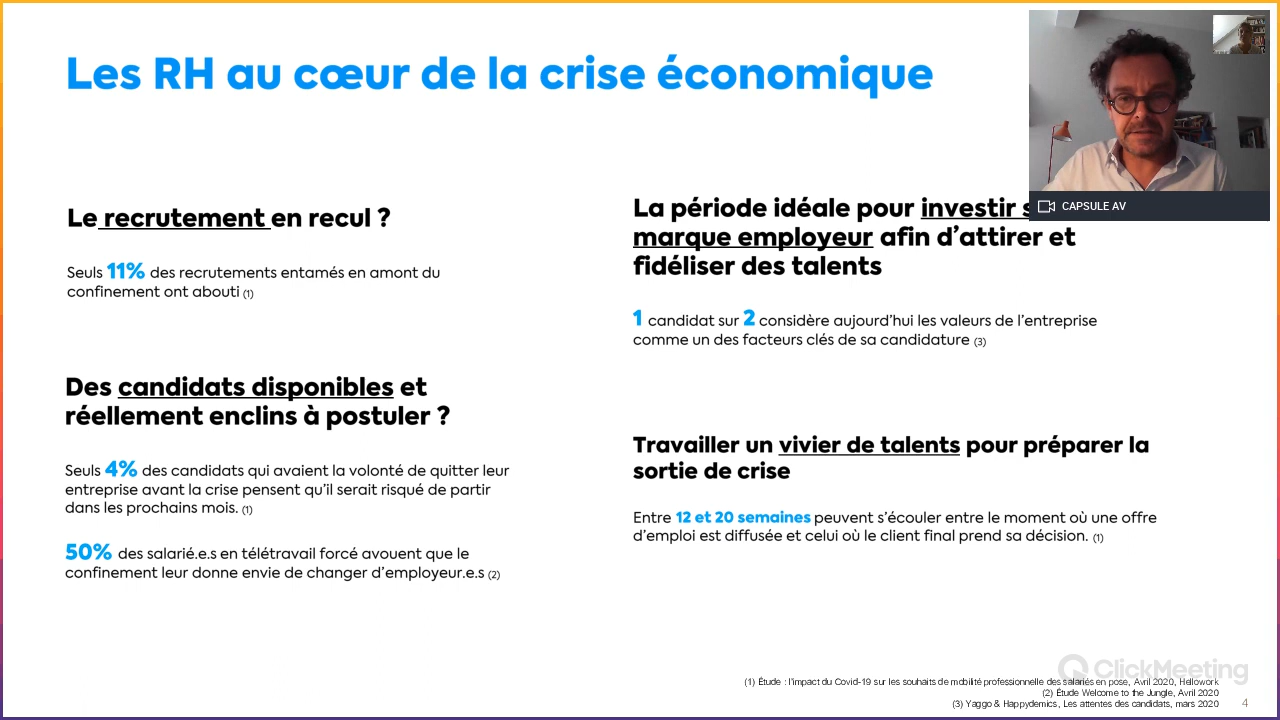 Les RH au cœur de la crise économique
CAPSULE AV
Le recrutement en recul ?
Seuls 11% des recrutements entamés en amont du
confinement ont abouti (1)
Des candidats disponibles et
réellement enclins à postuler ?
Seuls 4% des candidats qui avaient la volonté de quitter leur
entreprise avant la crise pensent qu'il serait risqué de partir
dans les prochains mois. (1)
50% des salarié.e.s en télétravail forcé avouent que le
confinement leur donne envie de changer d'employeur.e.s (2)
La période idéale pour investir
marque employeur afin d'attirer et
fidéliser des talents
1 candidat sur 2 considère aujourd'hui les valeurs de l'entreprise
comme un des facteurs clés de sa candidature (3)
Travailler un vivier de talents pour préparer la
sortie de crise
Entre 12 et 20 semaines peuvent s'écouler entre le moment où une offre
d'emploi est diffusée et celui où le client final prend sa décision. (1)
ClickMeeting
(1) Étude : l'impact du Covid-19 sur les souhaits de mobilité professionnelle des salariés en pose, Avril 2020, Hellowork
(2) Étude Welcome to the Jungle, Avril 2020
(3) Yaggo & Happydemics, Les attentes des candidats, mars 2020
4